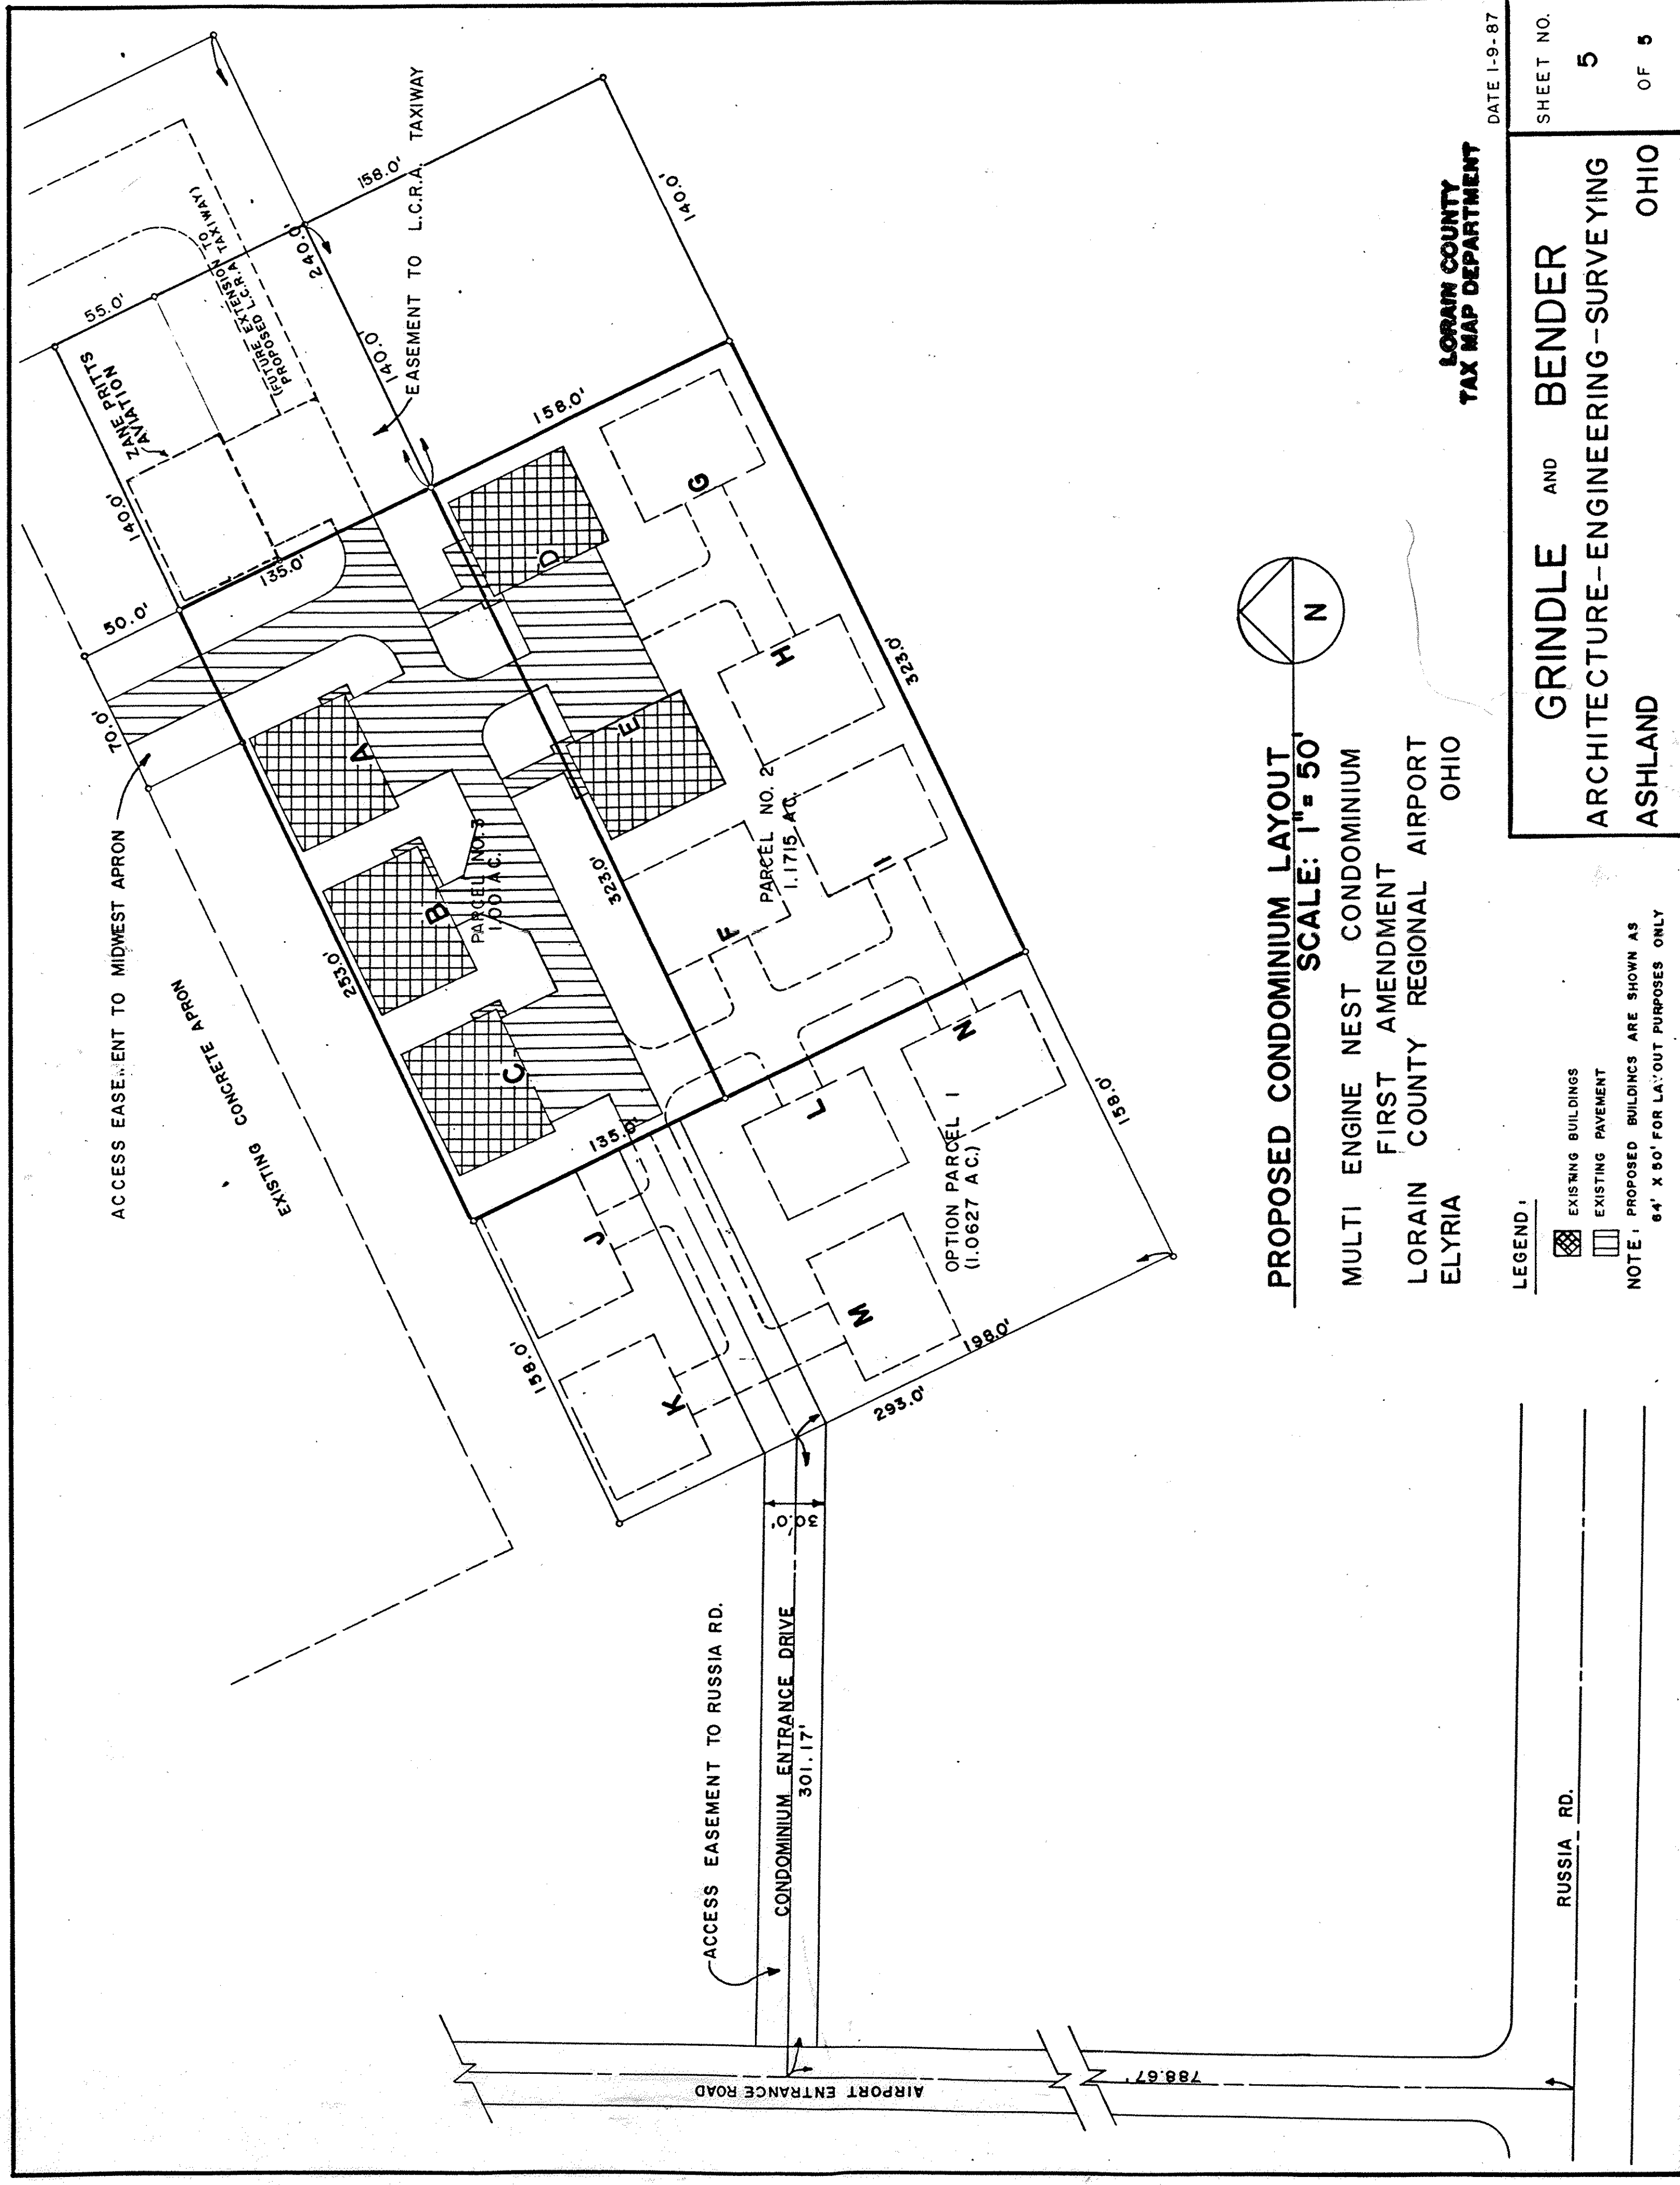 ACCESS EASEMENT TO MIDWEST APRON
EXISTING CONCRETE APRON
70.0'
50.0'
140.0'
ZANE PRITTS
AVIATION
55.0'
(FUTURE EXTENSION TO
PROPOSED L.C.R.A TAXIWAY)
240.0'
158.0'
EASEMENT TO L.C.R.A. TAXIWAY
140.0'
140.0'
135.0'
158.0'
253.0'
A
B
C
D
E
F
G
H
I
J
K
L
M
N
PARCEL NO. 3
1.001 AC.
323.0'
PARCEL NO. 2
1.1715 AC.
323.0'
135.0'
158.0'
OPTION PARCEL 1
(1.0627 AC.)
158.0'
198.0'
293.0'
30.0'
ACCESS EASEMENT TO RUSSIA RD.
CONDOMINIUM ENTRANCE DRIVE
301.17'
AIRPORT ENTRANCE ROAD
788.67'
RUSSIA RD.
N
PROPOSED CONDOMINIUM LAYOUT
SCALE: 1"= 50'
MULTI ENGINE NEST CONDOMINIUM
FIRST AMENDMENT
LORAIN COUNTY REGIONAL AIRPORT
ELYRIA OHIO
LEGEND:
EXISTING BUILDINGS
EXISTING PAVEMENT
NOTE: PROPOSED BUILDINGS ARE SHOWN AS
64' X 50' FOR LAYOUT PURPOSES ONLY
LORAIN COUNTY
TAX MAP DEPARTMENT
DATE 1-9-87
GRINDLE AND BENDER
ARCHITECTURE-ENGINEERING-SURVEYING
ASHLAND OHIO
SHEET NO.
5
OF 5